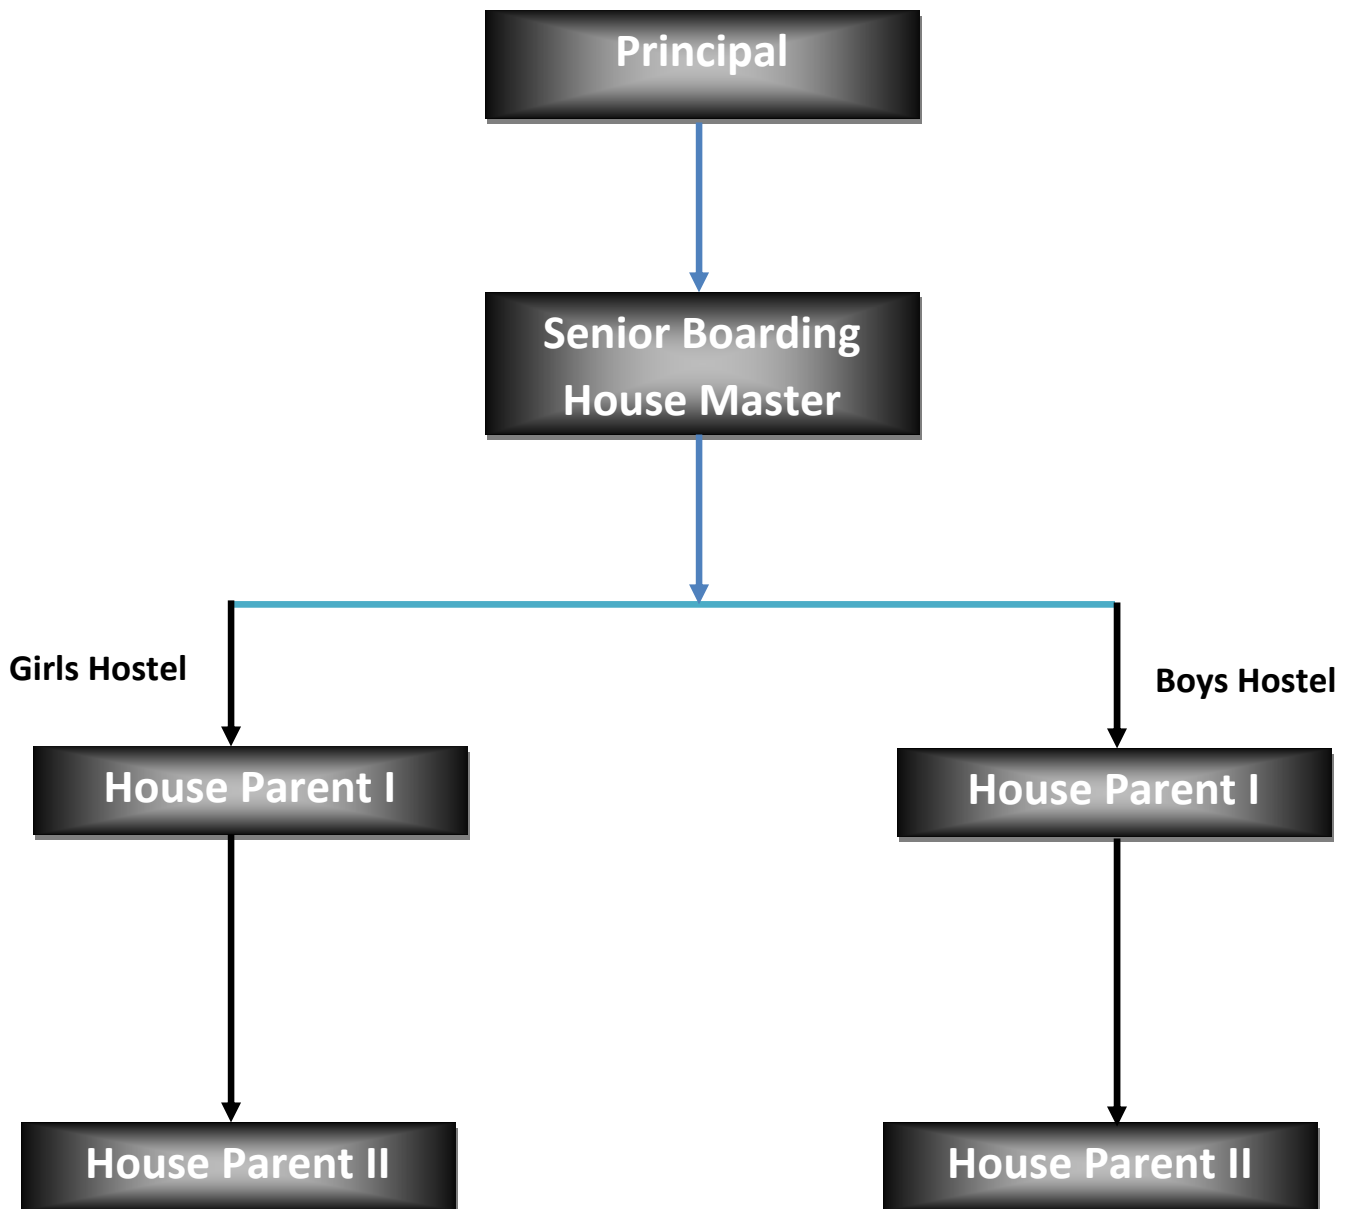 Principal
Senior Boarding
House Master
Girls Hostel
Boys Hostel
House Parent I
House Parent I
House Parent II
House Parent II